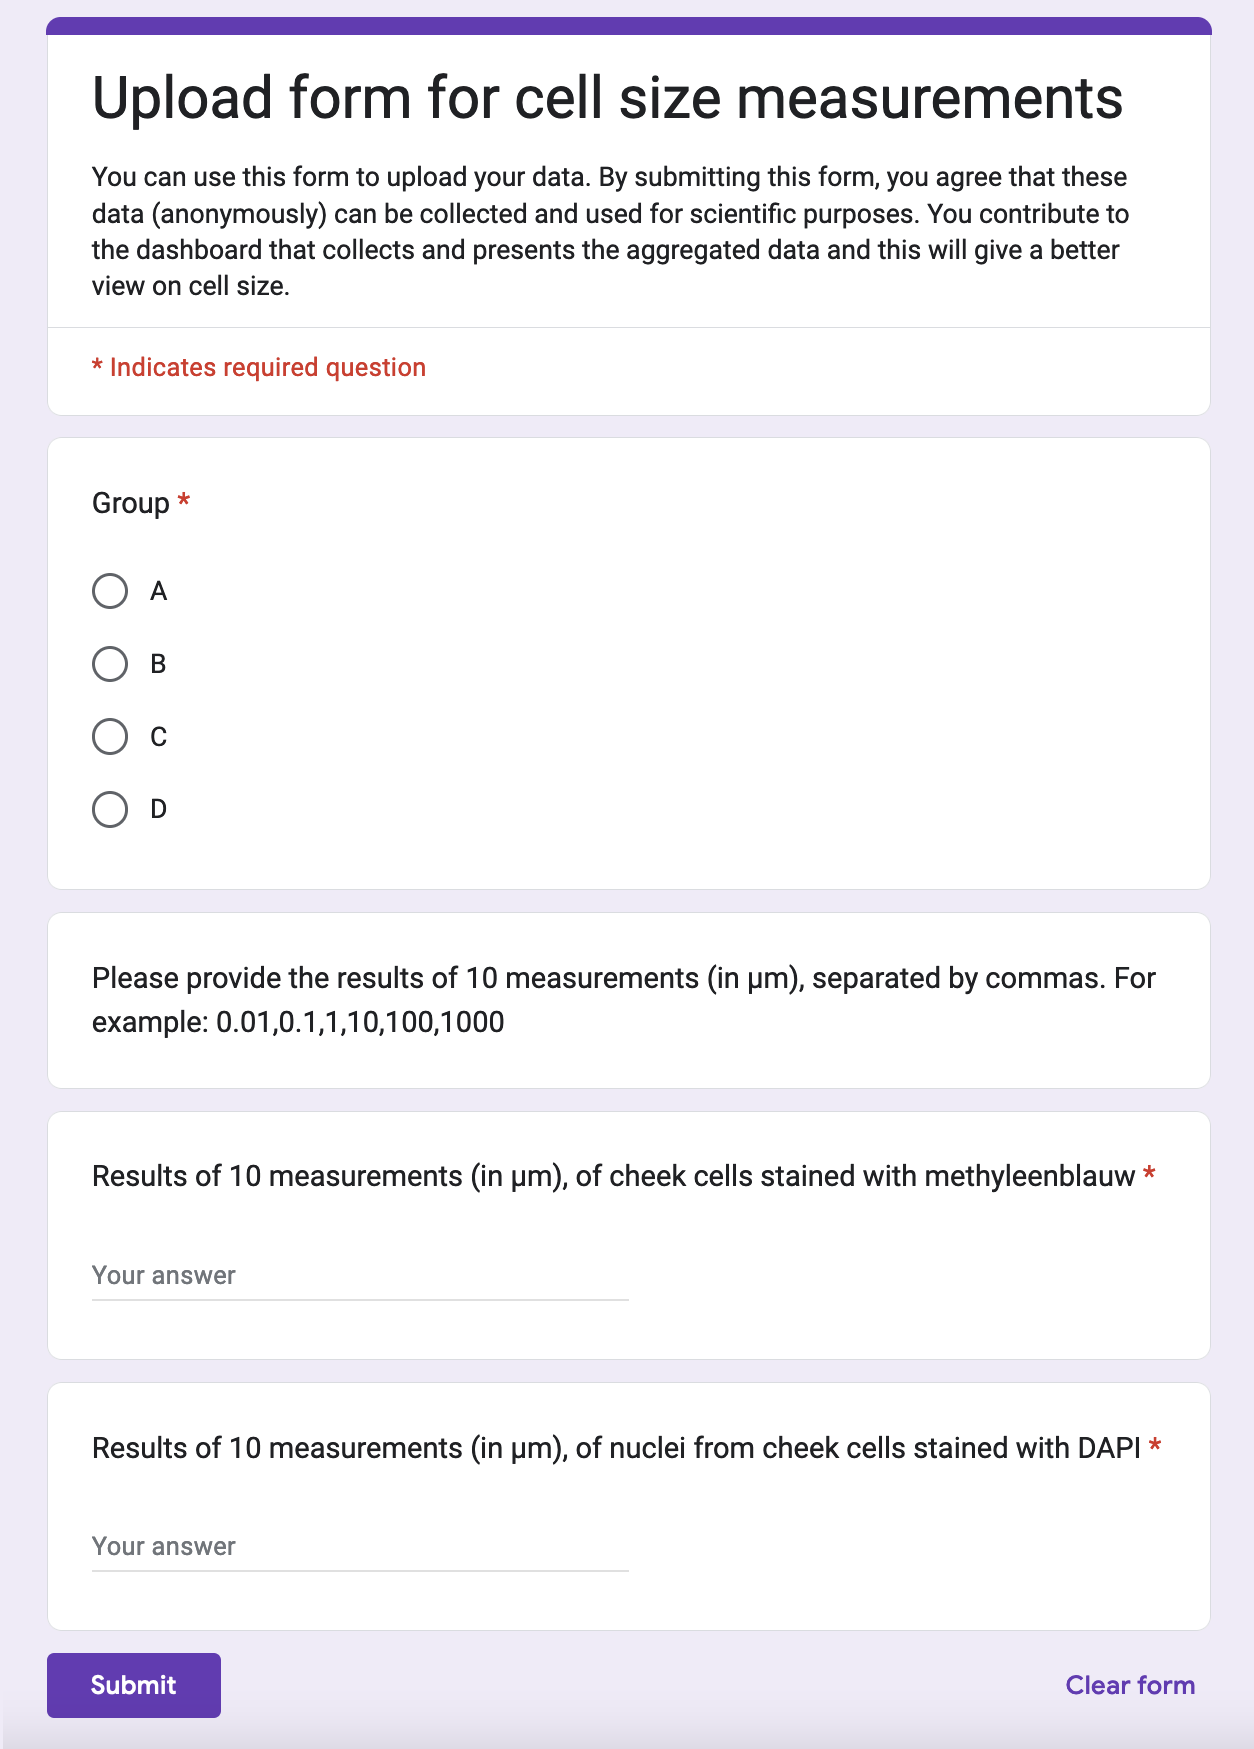 Upload form for cell size measurements
You can use this form to upload your data. By submitting this form, you agree that these
data (anonymously) can be collected and used for scientific purposes. You contribute to
the dashboard that collects and presents the aggregated data and this will give a better
view on cell size.
* Indicates required question
Group *
A
B
C
D
Please provide the results of 10 measurements (in µm), separated by commas. For
example: 0.01,0.1,1,10,100,1000
Results of 10 measurements (in µm), of cheek cells stained with methyleenblauw *
Your answer
Results of 10 measurements (in µm), of nuclei from cheek cells stained with DAPI *
Your answer
Submit
Clear form